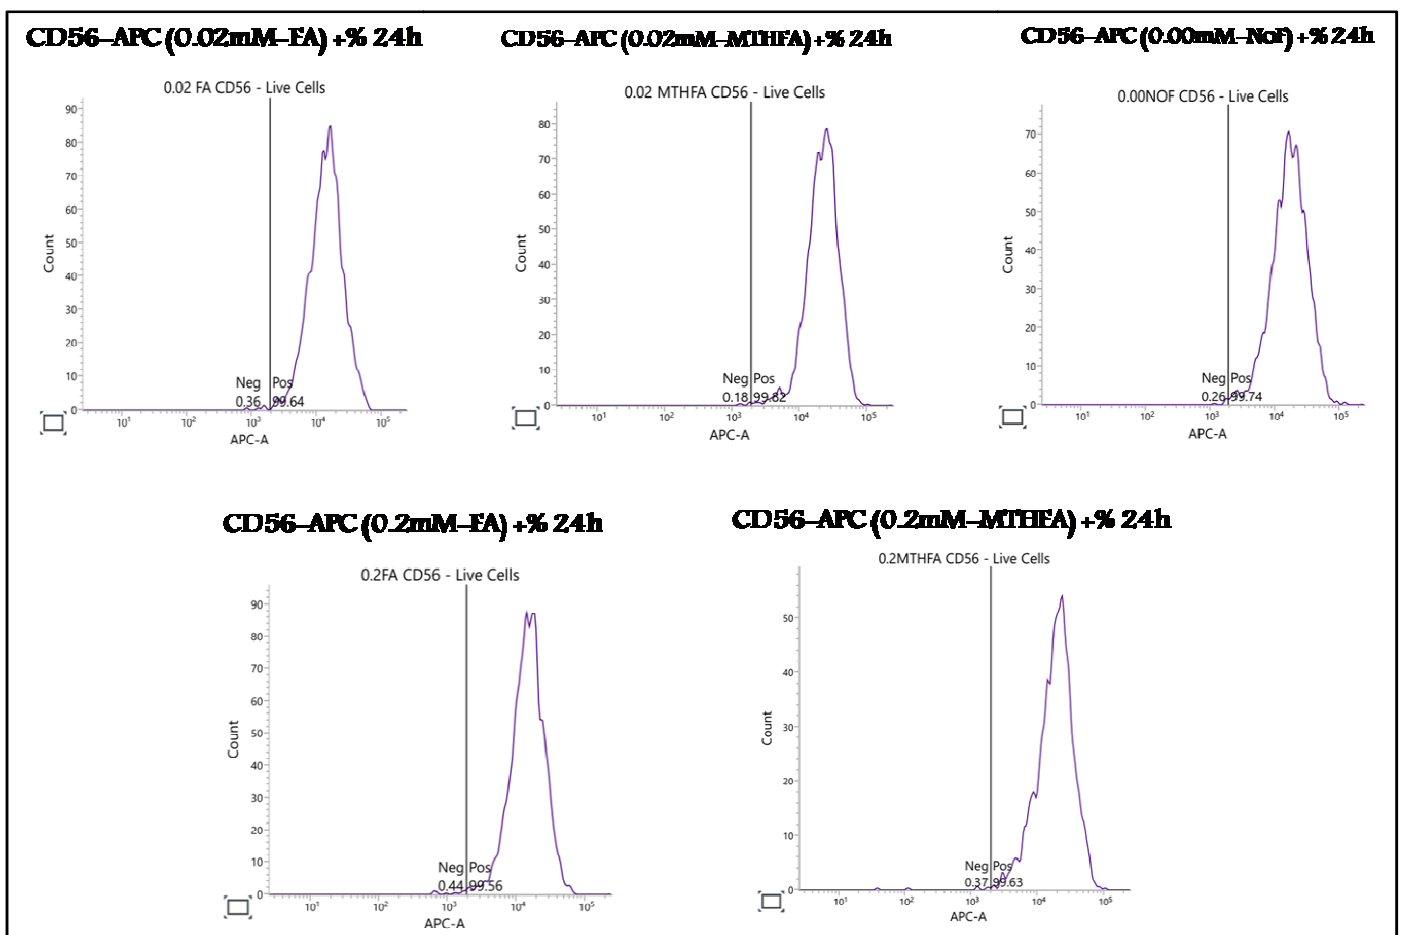 CD56-APC (0.02mM-FA) +% 24h
0.02 FA CD56 - Live Cells
90
80
70
60
50
40
30
20
10
0
Count
Neg Pos
0.36 99.64
10¹ 10² 10³ 10⁴ 10⁵
APC-A
CD56-APC (0.02mM-MTHFA) +% 24h
0.02 MTHFA CD56 - Live Cells
80
70
60
50
40
30
20
10
0
Count
Neg Pos
0.18 99.82
10¹ 10² 10³ 10⁴ 10⁵
APC-A
CD56-APC (0.00mM-NoF) +% 24h
0.00NOF CD56 - Live Cells
70
60
50
40
30
20
10
0
Count
Neg Pos
0.26 99.74
10¹ 10² 10³ 10⁴ 10⁵
APC-A
CD56-APC (0.2mM-FA) +% 24h
0.2FA CD56 - Live Cells
90
80
70
60
50
40
30
20
10
0
Count
Neg Pos
0.44 99.56
10¹ 10² 10³ 10⁴ 10⁵
APC-A
CD56-APC (0.2mM-MTHFA) +% 24h
0.2MTHFA CD56 - Live Cells
50
40
30
20
10
0
Count
Neg Pos
0.37 99.63
10¹ 10² 10³ 10⁴ 10⁵
APC-A